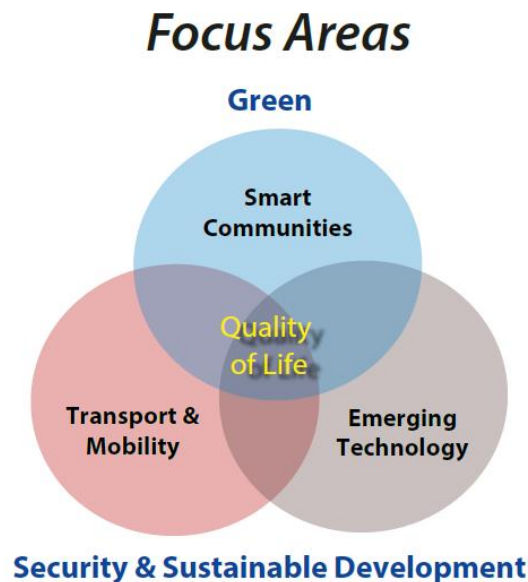 Focus Areas
Green
Smart
Communities
Quality
of Life
Transport &
Mobility
Emerging
Technology
Security & Sustainable Development